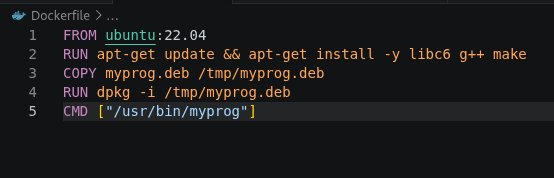 Dockerfile > ...
1 FROM ubuntu:22.04
2 RUN apt-get update && apt-get install -y libc6 g++ make
3 COPY myprog.deb /tmp/myprog.deb
4 RUN dpkg -i /tmp/myprog.deb
5 CMD ["/usr/bin/myprog"]